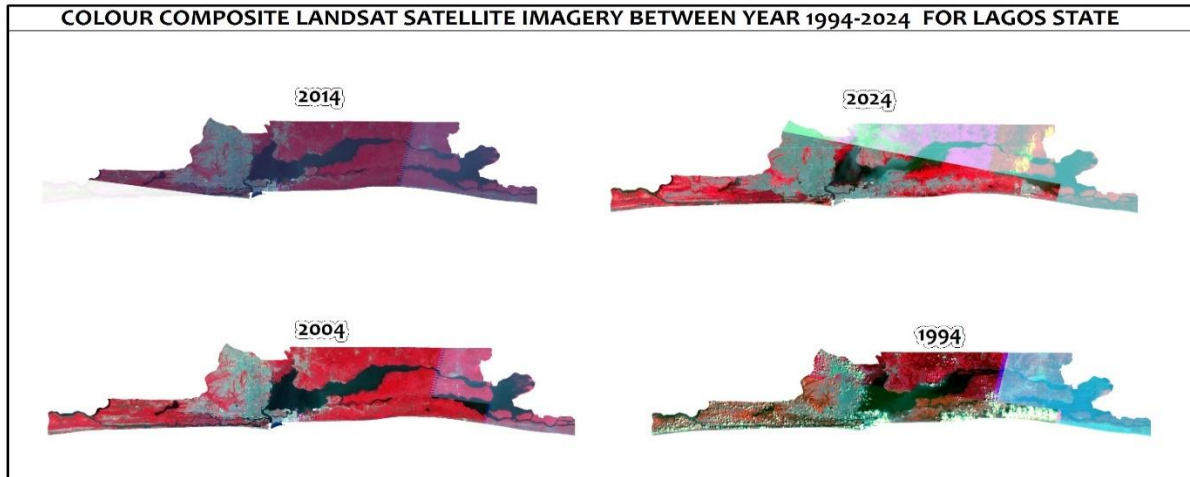 COLOUR COMPOSITE LANDSAT SATELLITE IMAGERY BETWEEN YEAR 1994-2024 FOR LAGOS STATE
2014
2024
2004
1994